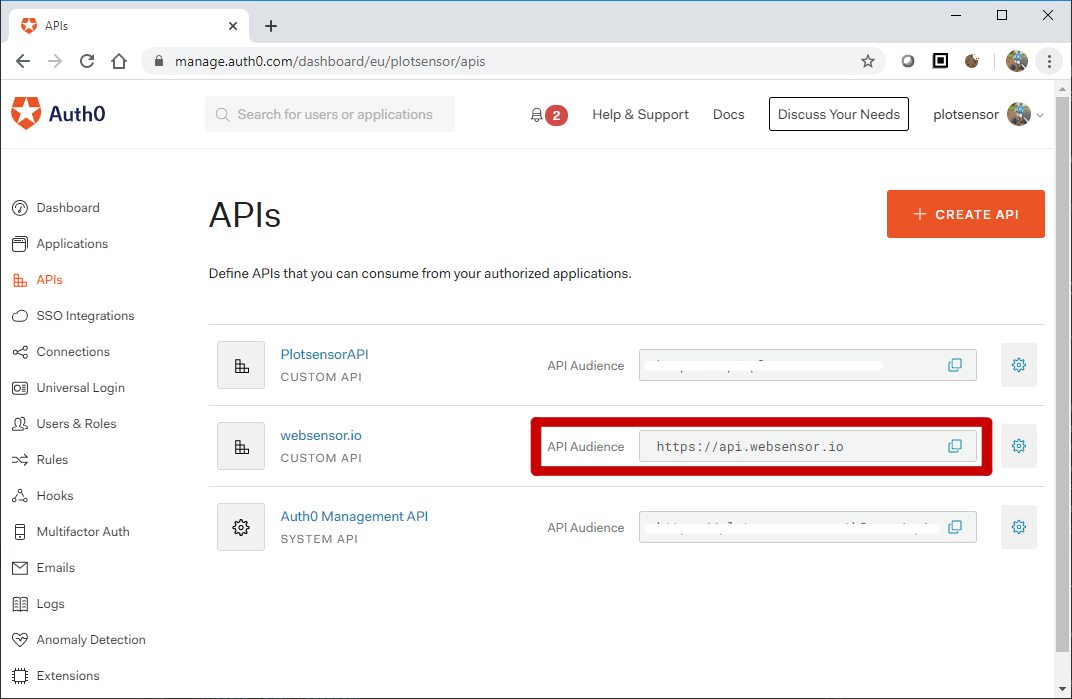 APIs
manage.auth0.com/dashboard/eu/plotsensor/apis
Auth0
Search for users or applications
2
Help & Support
Docs
Discuss Your Needs
plotsensor
Dashboard
Applications
APIs
SSO Integrations
Connections
Universal Login
Users & Roles
Rules
Hooks
Multifactor Auth
Emails
Logs
Anomaly Detection
Extensions
APIs
+ CREATE API
Define APIs that you can consume from your authorized applications.
PlotsensorAPI
CUSTOM API
API Audience
websensor.io
CUSTOM API
API Audience
https://api.websensor.io
Auth0 Management API
SYSTEM API
API Audience